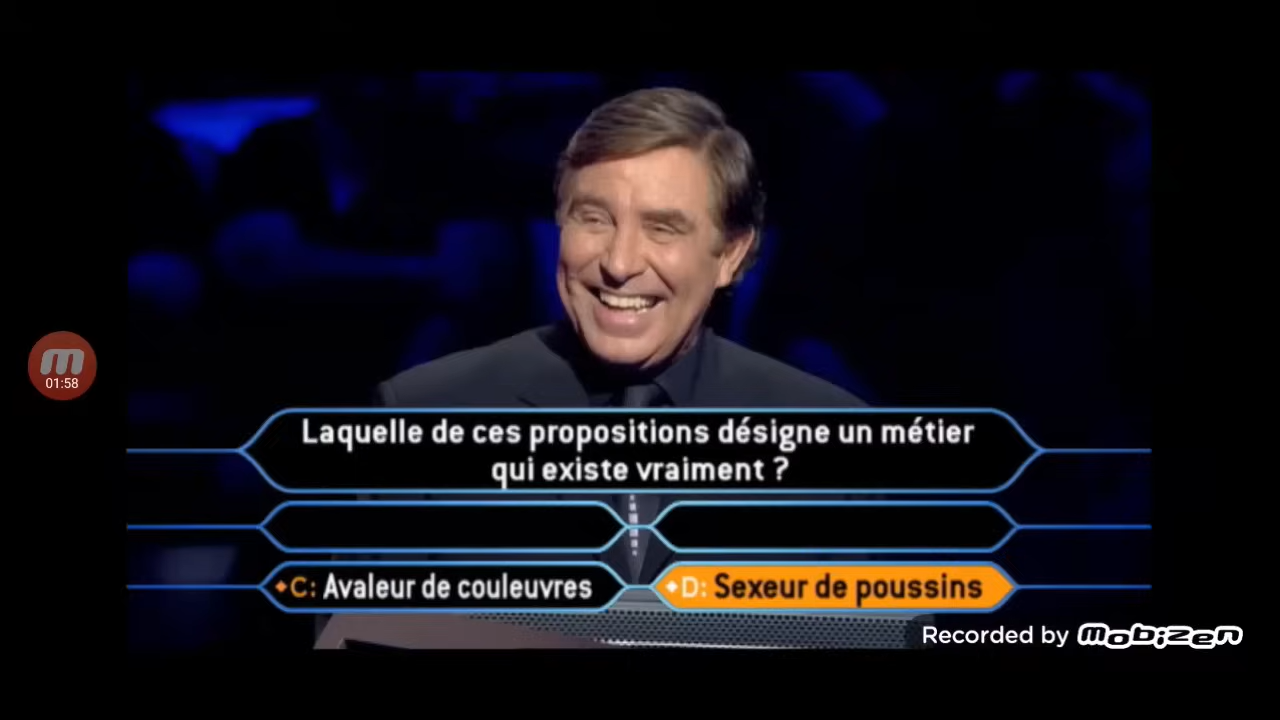 Laquelle de ces propositions désigne un métier
qui existe vraiment ?
C: Avaleur de couleuvres
D: Sexeur de poussins
01:58
Recorded by mobizen